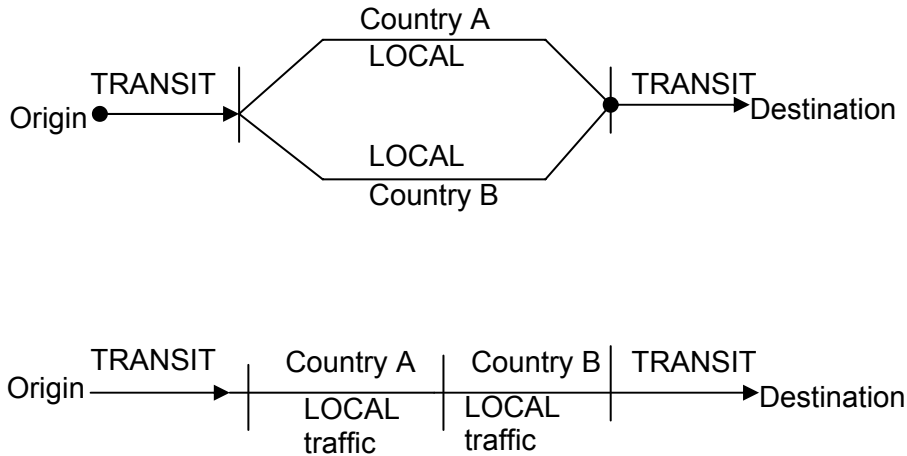 Country A
LOCAL
TRANSIT
TRANSIT
Origin
Destination
LOCAL
Country B
TRANSIT
Country A
Country B
TRANSIT
Origin
Destination
LOCAL
traffic
LOCAL
traffic